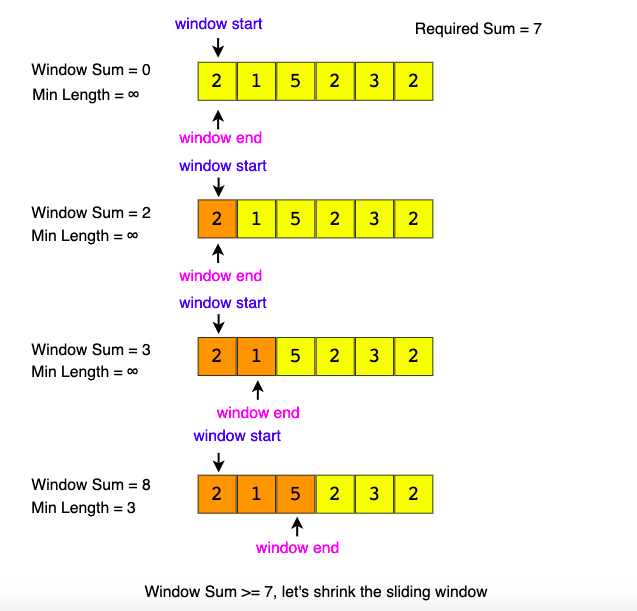 window start
Required Sum = 7
Window Sum = 0
Min Length = ∞
2 1 5 2 3 2
window end
window start
Window Sum = 2
Min Length = ∞
2 1 5 2 3 2
window end
window start
Window Sum = 3
Min Length = ∞
2 1 5 2 3 2
window end
window start
Window Sum = 8
Min Length = 3
2 1 5 2 3 2
window end
Window Sum >= 7, let's shrink the sliding window